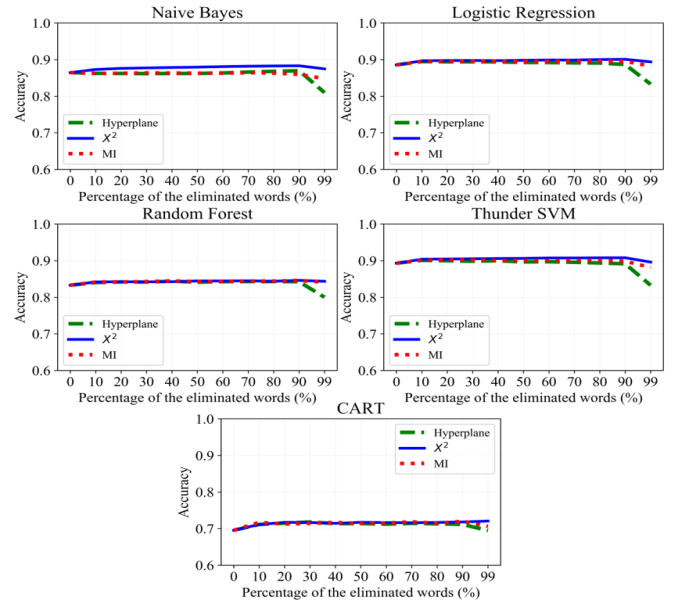 Naive Bayes
1.0
0.9
0.8
0.7
0.6
Accuracy
Hyperplane
X²
MI
0 10 20 30 40 50 60 70 80 90 99
Percentage of the eliminated words (%)
Logistic Regression
1.0
0.9
0.8
0.7
0.6
Accuracy
Hyperplane
X²
MI
0 10 20 30 40 50 60 70 80 90 99
Percentage of the eliminated words (%)
Random Forest
1.0
0.9
0.8
0.7
0.6
Accuracy
Hyperplane
X²
MI
0 10 20 30 40 50 60 70 80 90 99
Percentage of the eliminated words (%)
Thunder SVM
1.0
0.9
0.8
0.7
0.6
Accuracy
Hyperplane
X²
MI
0 10 20 30 40 50 60 70 80 90 99
Percentage of the eliminated words (%)
CART
1.0
0.9
0.8
0.7
0.6
Accuracy
Hyperplane
X²
MI
0 10 20 30 40 50 60 70 80 90 99
Percentage of the eliminated words (%)